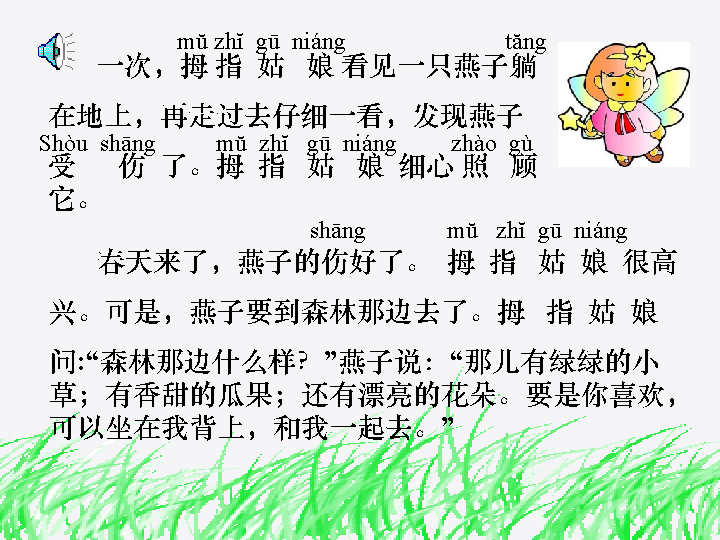 mŭ zhĭ gū niáng tăng
一次，拇指姑娘看见一只燕子躺
在地上，再走过去仔细一看，发现燕子
Shòu shāng mŭ zhĭ gū niáng zhào gù
受伤了。拇指姑娘细心照顾
它。
shāng mŭ zhĭ gū niáng
春天来了，燕子的伤好了。拇指姑娘很高
兴。可是，燕子要到森林那边去了。拇指姑娘
问:“森林那边什么样？”燕子说：“那儿有绿绿的小
草；有香甜的瓜果；还有漂亮的花朵。要是你喜欢，
可以坐在我背上，和我一起去。”